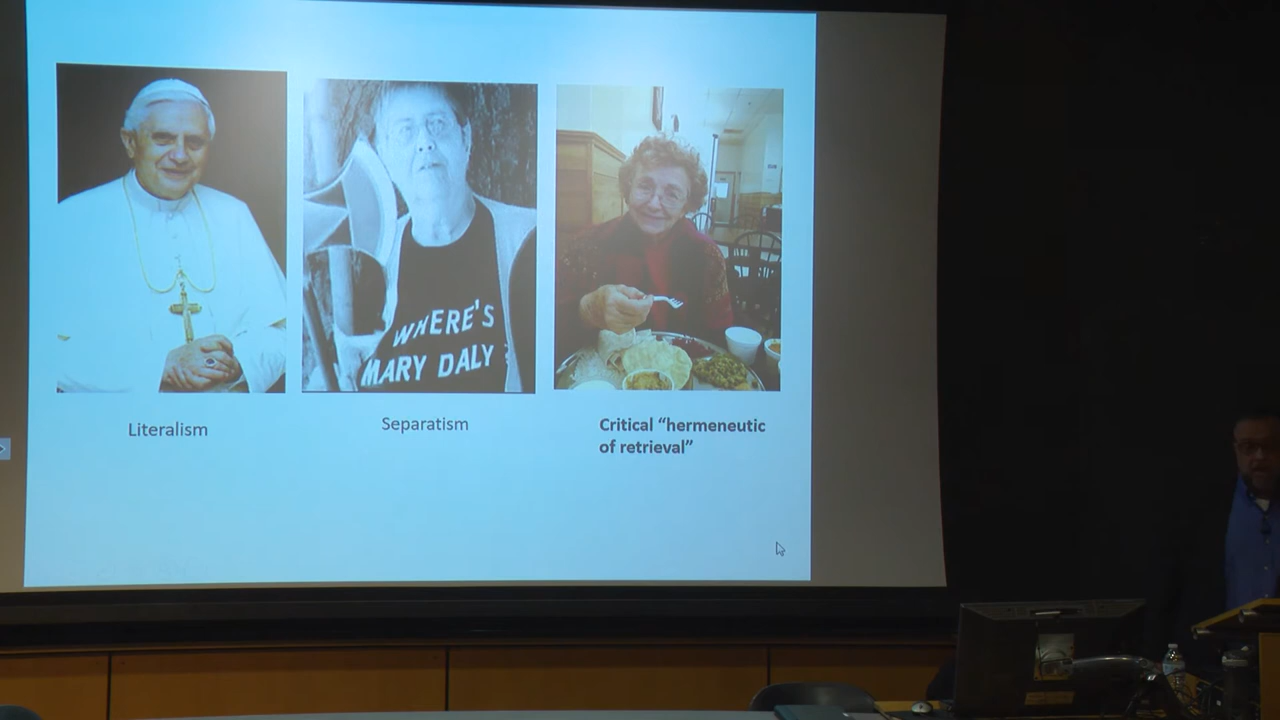 WHERE'S
MARY DALY
Literalism
Separatism
Critical “hermeneutic
of retrieval”